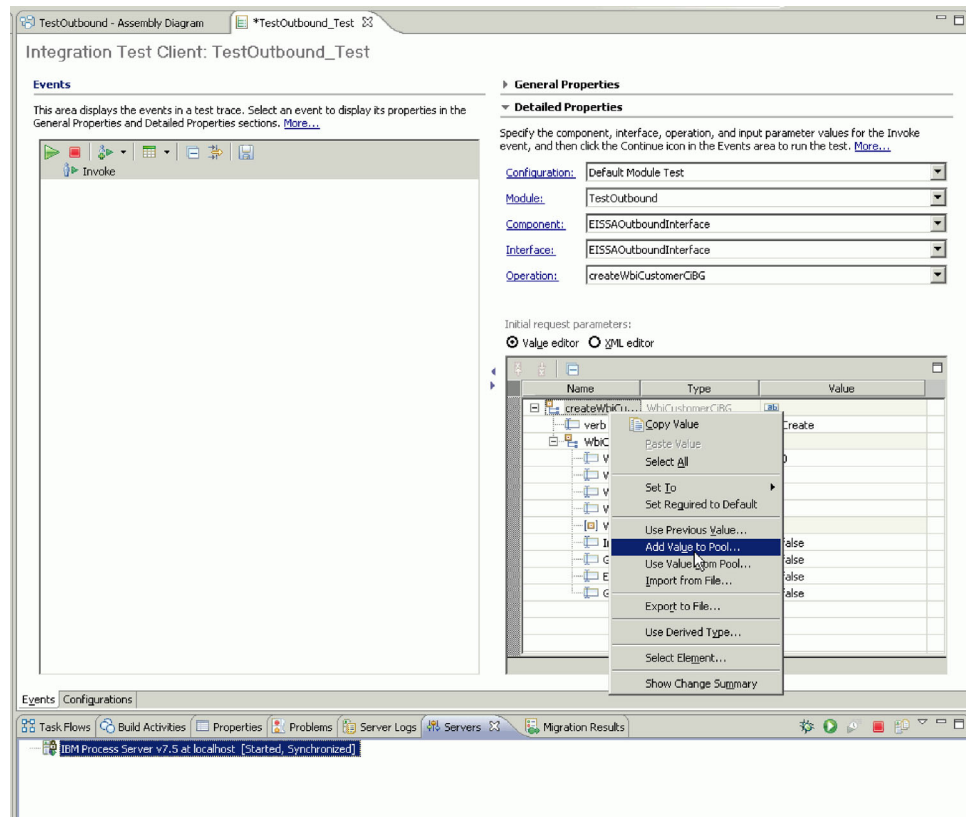 TestOutbound - Assembly Diagram
*TestOutbound_Test
Integration Test Client: TestOutbound_Test
Events
This area displays the events in a test trace. Select an event to display its properties in the
General Properties and Detailed Properties sections. More...
Invoke
General Properties
Detailed Properties
Specify the component, interface, operation, and input parameter values for the Invoke
event, and then click the Continue icon in the Events area to run the test. More...
Configuration: Default Module Test
Module: TestOutbound
Component: EISSAOutboundInterface
Interface: EISSAOutboundInterface
Operation: createWbiCustomerCiBG
Initial request parameters:
Value editor XML editor
Name Type Value
createWbiCu... WbiCustomerCiBG ab
verb Create
WbiC
V
V
V
V
V
false
G false
E false
G false
Copy Value
Paste Value
Select All
Set To
Set Required to Default
Use Previous Value...
Add Value to Pool...
Use Value from Pool...
Import from File...
Export to File...
Use Derived Type...
Select Element...
Show Change Summary
Events Configurations
Task Flows Build Activities Properties Problems Server Logs Servers Migration Results
IBM Process Server v7.5 at localhost [Started, Synchronized]